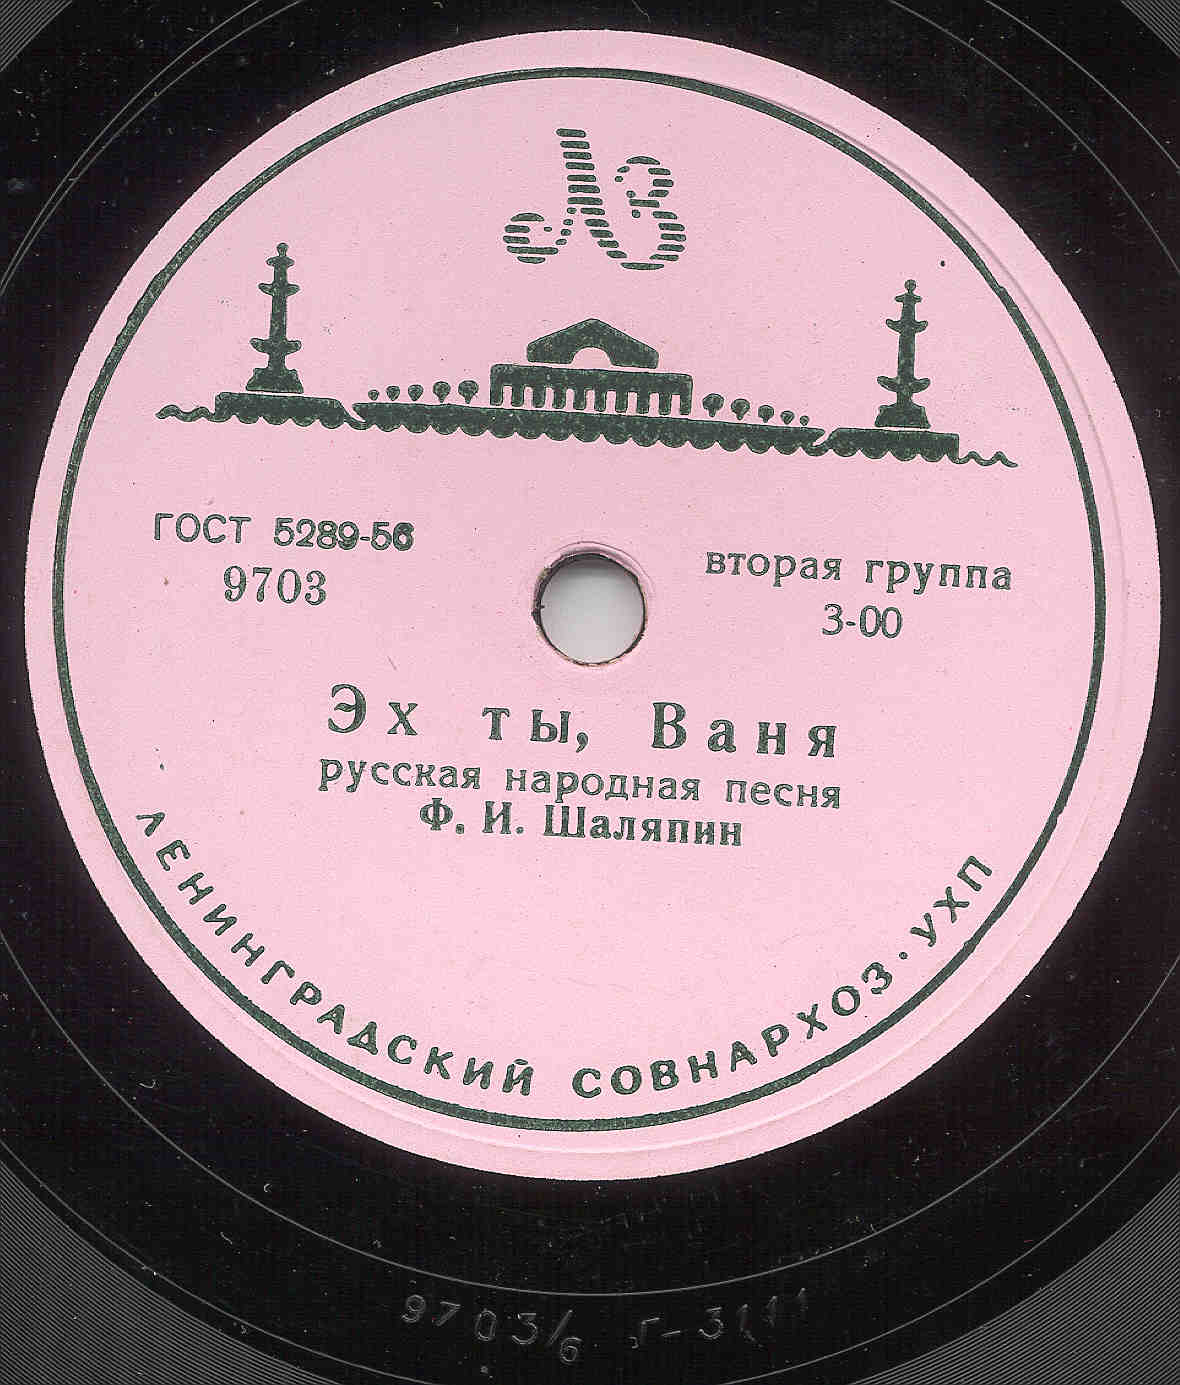 ЛЗ
ГОСТ 5289-56
9703
вторая группа
3-00
Эх ты, Ваня
русская народная песня
Ф. И. Шаляпин
ЛЕНИНГРАДСКИЙ СОВНАРХОЗ. УХП
9703/6 Г-3111